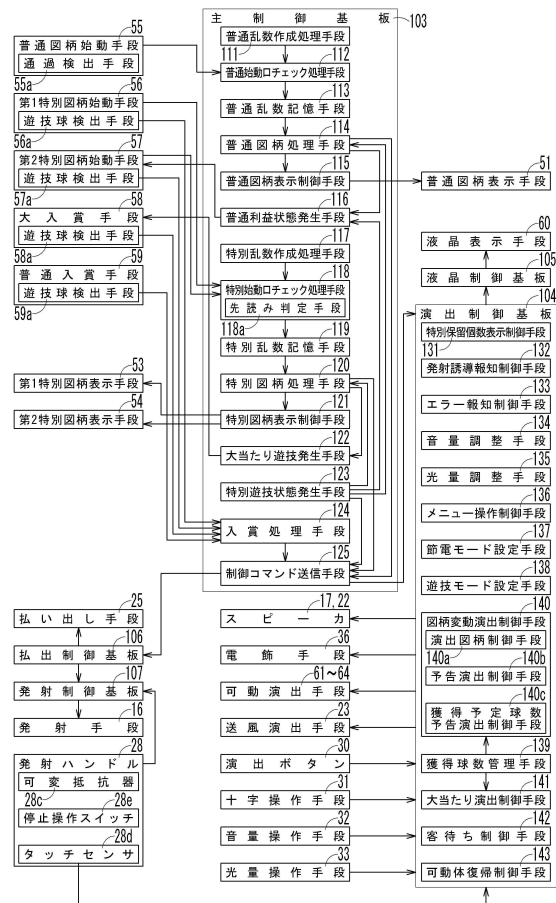 主制御基板
103
普通乱数作成処理手段
111
普通始動口チェック処理手段
112
普通乱数記憶手段
113
普通図柄処理手段
114
普通図柄表示制御手段
115
普通利益状態発生手段
116
特別乱数作成処理手段
117
特別始動口チェック処理手段
118
先読み判定手段
118a
特別乱数記憶手段
119
特別図柄処理手段
120
特別図柄表示制御手段
121
大当たり遊技発生手段
122
特別遊技状態発生手段
123
入賞処理手段
124
制御コマンド送信手段
125
55
普通図柄始動手段
通過検出手段
55a
56
第1特別図柄始動手段
遊技球検出手段
56a
57
第2特別図柄始動手段
遊技球検出手段
57a
58
大入賞手段
遊技球検出手段
58a
59
普通入賞手段
遊技球検出手段
59a
53
第1特別図柄表示手段
54
第2特別図柄表示手段
25
払い出し手段
106
払出制御基板
107
発射制御基板
16
発射手段
28
発射ハンドル
可変抵抗器
28c
28e
停止操作スイッチ
28d
タッチセンサ
17,22
スピーカ
36
電飾手段
61~64
可動演出手段
23
送風演出手段
30
演出ボタン
31
十字操作手段
32
音量操作手段
33
光量操作手段
51
普通図柄表示手段
60
液晶表示手段
105
液晶制御基板
104
演出制御基板
特別保留個数表示制御手段
131
132
発射誘導報知制御手段
133
エラー報知制御手段
134
音量調整手段
135
光量調整手段
136
メニュー操作制御手段
137
節電モード設定手段
138
遊技モード設定手段
140
図柄変動演出制御手段
演出図柄制御手段
140a
140b
予告演出制御手段
140c
獲得予定球数
予告演出制御手段
139
獲得球数管理手段
141
大当たり演出制御手段
142
客待ち制御手段
143
可動体復帰制御手段